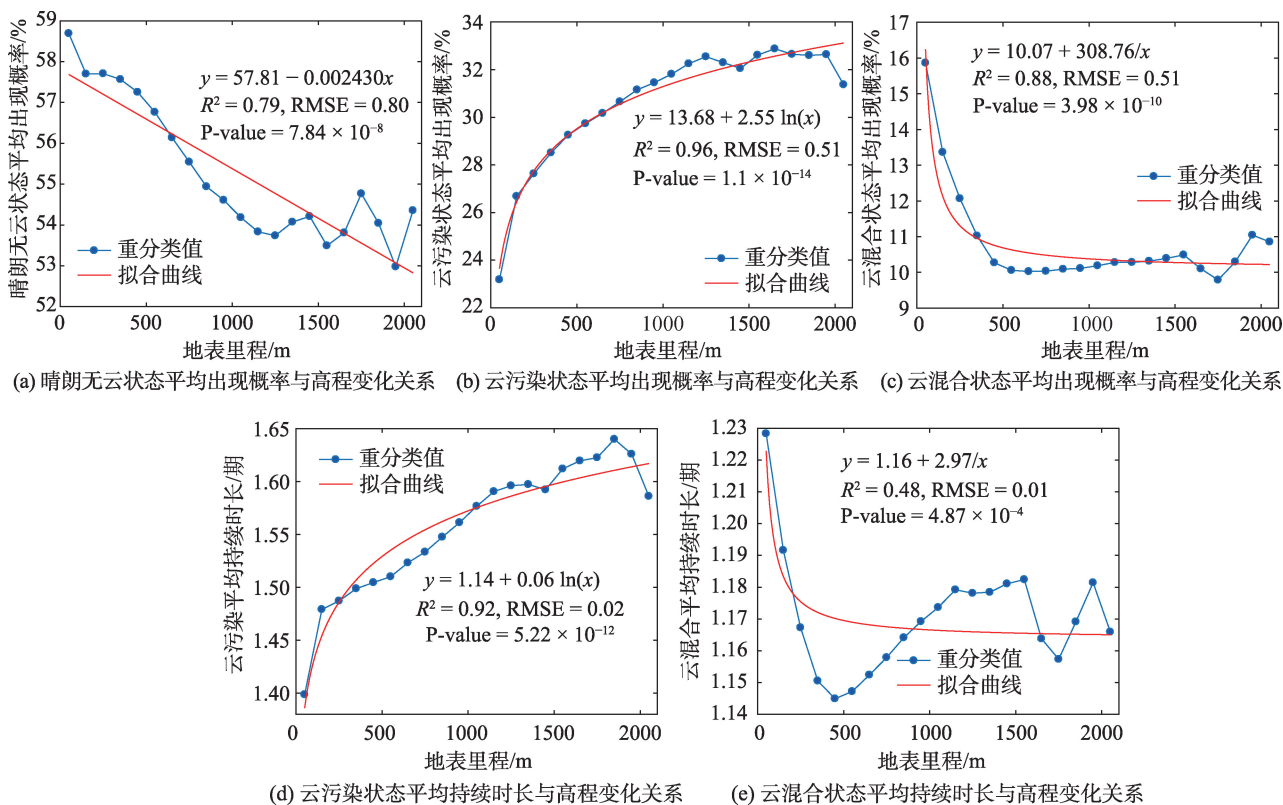 晴朗无云状态平均出现概率/%
59
58
57
56
55
54
53
52
y = 57.81 − 0.002430x
R² = 0.79, RMSE = 0.80
P-value = 7.84 × 10⁻⁸
重分类值
拟合曲线
0 500 1000 1500 2000
地表里程/m
(a) 晴朗无云状态平均出现概率与高程变化关系
云污染状态平均出现概率/%
34
32
30
28
26
24
22
y = 13.68 + 2.55 ln(x)
R² = 0.96, RMSE = 0.51
P-value = 1.1 × 10⁻¹⁴
重分类值
拟合曲线
0 500 1000 1500 2000
地表里程/m
(b) 云污染状态平均出现概率与高程变化关系
云混合状态平均出现概率/%
17
16
15
14
13
12
11
10
9
y = 10.07 + 308.76/x
R² = 0.88, RMSE = 0.51
P-value = 3.98 × 10⁻¹⁰
重分类值
拟合曲线
0 500 1000 1500 2000
地表里程/m
(c) 云混合状态平均出现概率与高程变化关系
云污染平均持续时长/期
1.65
1.60
1.55
1.50
1.45
1.40
重分类值
拟合曲线
y = 1.14 + 0.06 ln(x)
R² = 0.92, RMSE = 0.02
P-value = 5.22 × 10⁻¹²
0 500 1000 1500 2000
地表里程/m
(d) 云污染状态平均持续时长与高程变化关系
云混合平均持续时长/期
1.23
1.22
1.21
1.20
1.19
1.18
1.17
1.16
1.15
1.14
y = 1.16 + 2.97/x
R² = 0.48, RMSE = 0.01
P-value = 4.87 × 10⁻⁴
重分类值
拟合曲线
0 500 1000 1500 2000
地表里程/m
(e) 云混合状态平均持续时长与高程变化关系